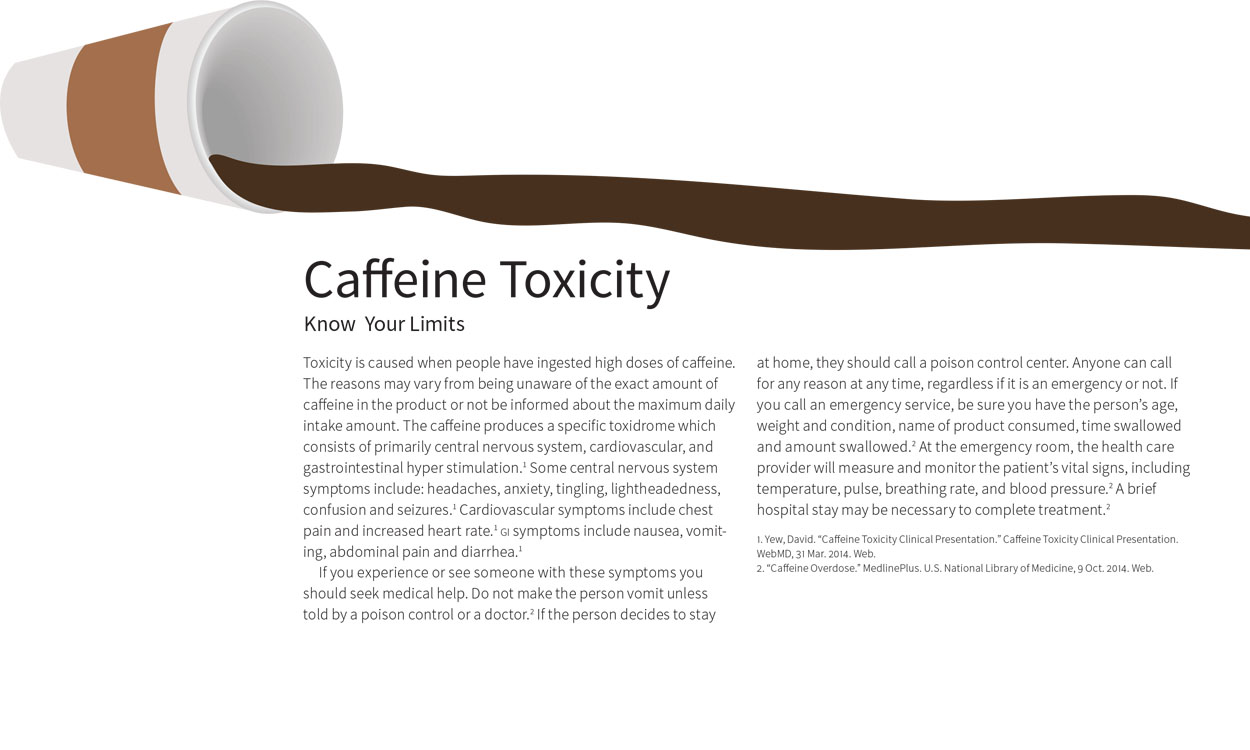 Caffeine Toxicity
Know  Your Limits
Toxicity is caused when people have ingested high doses of caffeine.
The reasons may vary from being unaware of the exact amount of
caffeine in the product or not be informed about the maximum daily
intake amount. The caffeine produces a specific toxidrome which
consists of primarily central nervous system, cardiovascular, and
gastrointestinal hyper stimulation.¹ Some central nervous system
symptoms include: headaches, anxiety, tingling, lightheadedness,
confusion and seizures.¹ Cardiovascular symptoms include chest
pain and increased heart rate.¹ GI symptoms include nausea, vomit-
ing, abdominal pain and diarrhea.¹
If you experience or see someone with these symptoms you
should seek medical help. Do not make the person vomit unless
told by a poison control or a doctor.² If the person decides to stay
at home, they should call a poison control center. Anyone can call
for any reason at any time, regardless if it is an emergency or not. If
you call an emergency service, be sure you have the person’s age,
weight and condition, name of product consumed, time swallowed
and amount swallowed.² At the emergency room, the health care
provider will measure and monitor the patient’s vital signs, including
temperature, pulse, breathing rate, and blood pressure.² A brief
hospital stay may be necessary to complete treatment.²
1. Yew, David. “Caffeine Toxicity Clinical Presentation.” Caffeine Toxicity Clinical Presentation.
WebMD, 31 Mar. 2014. Web.
2. “Caffeine Overdose.” MedlinePlus. U.S. National Library of Medicine, 9 Oct. 2014. Web.